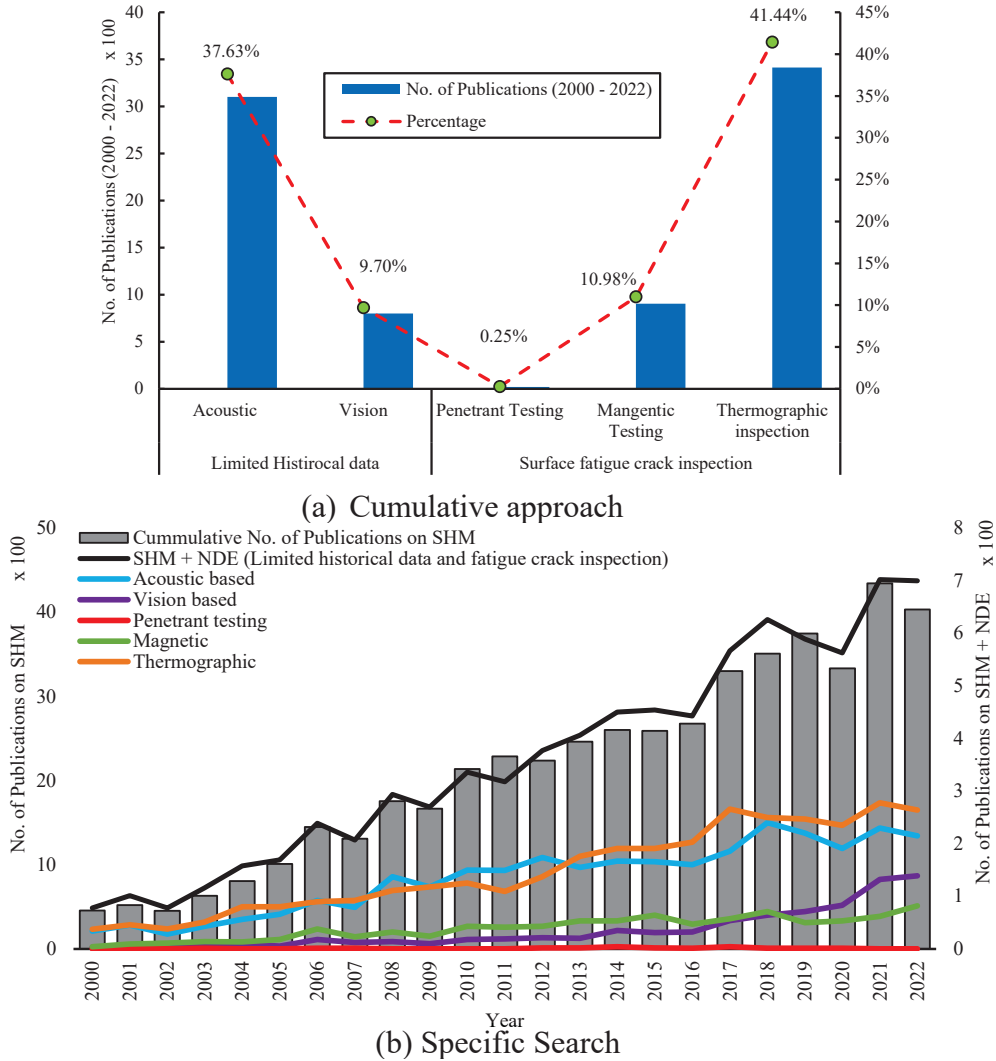 x 100
No. of Publications (2000 - 2022)
40
35
30
25
20
15
10
5
0
45%
40%
35%
30%
25%
20%
15%
10%
5%
0%
37.63%
9.70%
0.25%
10.98%
41.44%
No. of Publications (2000 - 2022)
Percentage
Acoustic
Vision
Penetrant Testing
Mangentic
Testing
Thermographic
inspection
Limited Histirocal data
Surface fatigue crack inspection
(a) Cumulative approach
x 100
No. of Publications on SHM
50
40
30
20
10
0
Cummulative No. of Publications on SHM
SHM + NDE (Limited historical data and fatigue crack inspection)
Acoustic based
Vision based
Penetrant testing
Magnetic
Thermographic
8
7
6
5
4
3
2
1
0
x 100
No. of Publications on SHM + NDE
2000
2001
2002
2003
2004
2005
2006
2007
2008
2009
2010
2011
2012
2013
2014
2015
2016
2017
2018
2019
2020
2021
2022
Year
(b) Specific Search